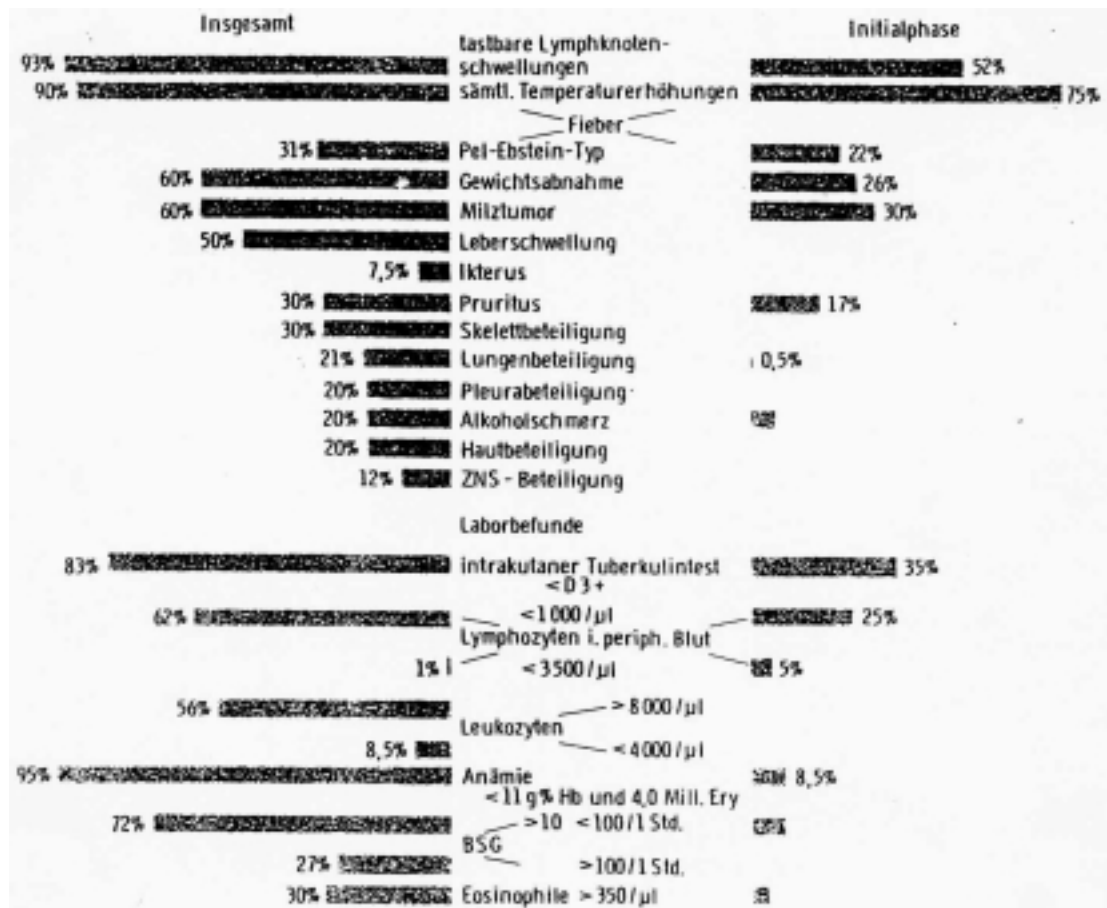 Insgesamt
Initialphase
tastbare Lymphknoten-
93% schwellungen 52%
90% sämtl. Temperaturerhöhungen 75%
Fieber
31% Pel-Ebstein-Typ 22%
60% Gewichtsabnahme 26%
60% Milztumor 30%
50% Leberschwellung
7,5% Ikterus
30% Pruritus 17%
30% Skelettbeteiligung
21% Lungenbeteiligung 0,5%
20% Pleurabeteiligung
20% Alkoholschmerz
20% Hautbeteiligung
12% ZNS - Beteiligung
Laborbefunde
83% intrakutaner Tuberkulintest 35%
< D 3+
62% <1000/µl 25%
Lymphozyten i. periph. Blut
1% <3500/µl 5%
56% >8000/µl
Leukozyten
8,5% <4000/µl
95% Anämie 8,5%
<11 g% Hb und 4,0 Mill. Ery
72% >10 <100/1 Std.
BSG
27% >100/1 Std.
30% Eosinophile >350/µl